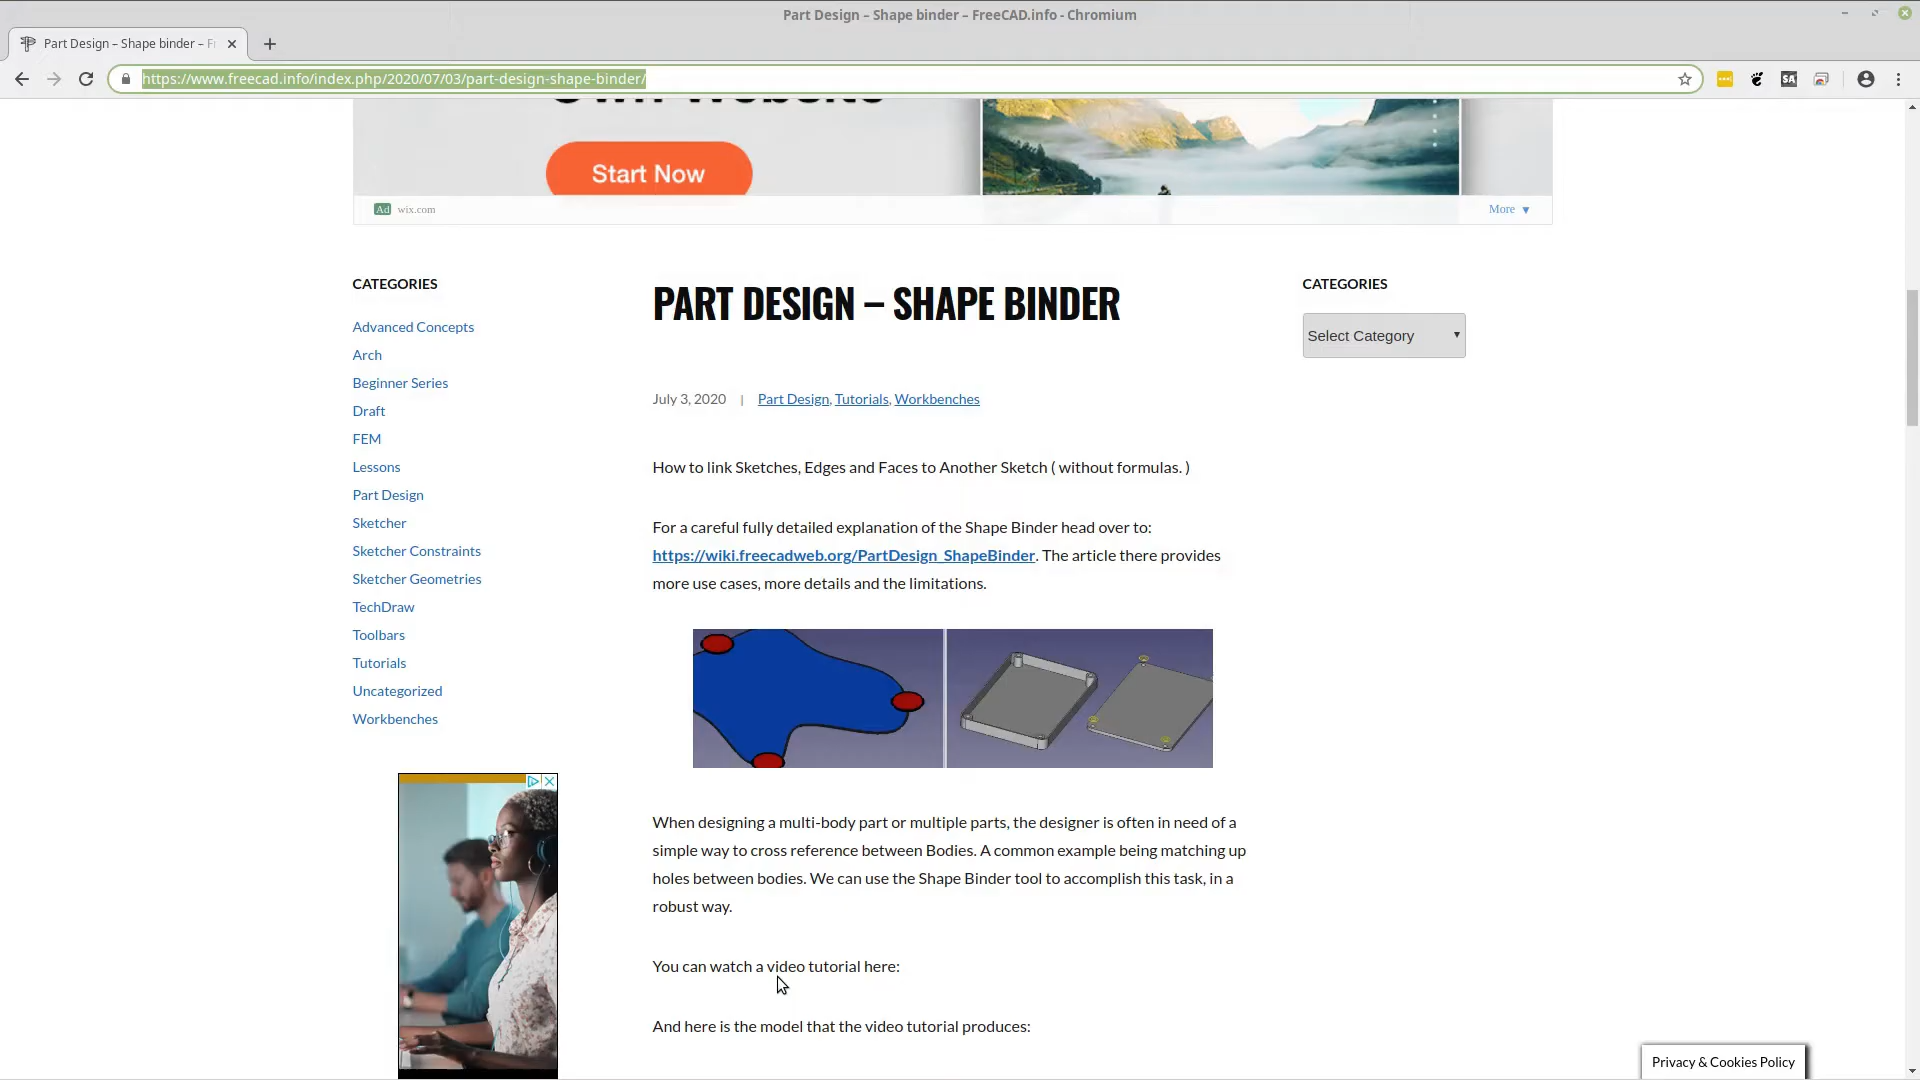 Part Design – Shape binder – FreeCAD.info - Chromium
Part Design – Shape binder – F
https://www.freecad.info/index.php/2020/07/03/part-design-shape-binder/
SA
Start Now
Ad wix.com
More ▼
CATEGORIES
Advanced Concepts
Arch
Beginner Series
Draft
FEM
Lessons
Part Design
Sketcher
Sketcher Constraints
Sketcher Geometries
TechDraw
Toolbars
Tutorials
Uncategorized
Workbenches
PART DESIGN – SHAPE BINDER
July 3, 2020 | Part Design, Tutorials, Workbenches
How to link Sketches, Edges and Faces to Another Sketch ( without formulas. )
For a careful fully detailed explanation of the Shape Binder head over to:
https://wiki.freecadweb.org/PartDesign_ShapeBinder. The article there provides
more use cases, more details and the limitations.
When designing a multi-body part or multiple parts, the designer is often in need of a
simple way to cross reference between Bodies. A common example being matching up
holes between bodies. We can use the Shape Binder tool to accomplish this task, in a
robust way.
You can watch a video tutorial here:
And here is the model that the video tutorial produces:
CATEGORIES
Select Category
Privacy & Cookies Policy